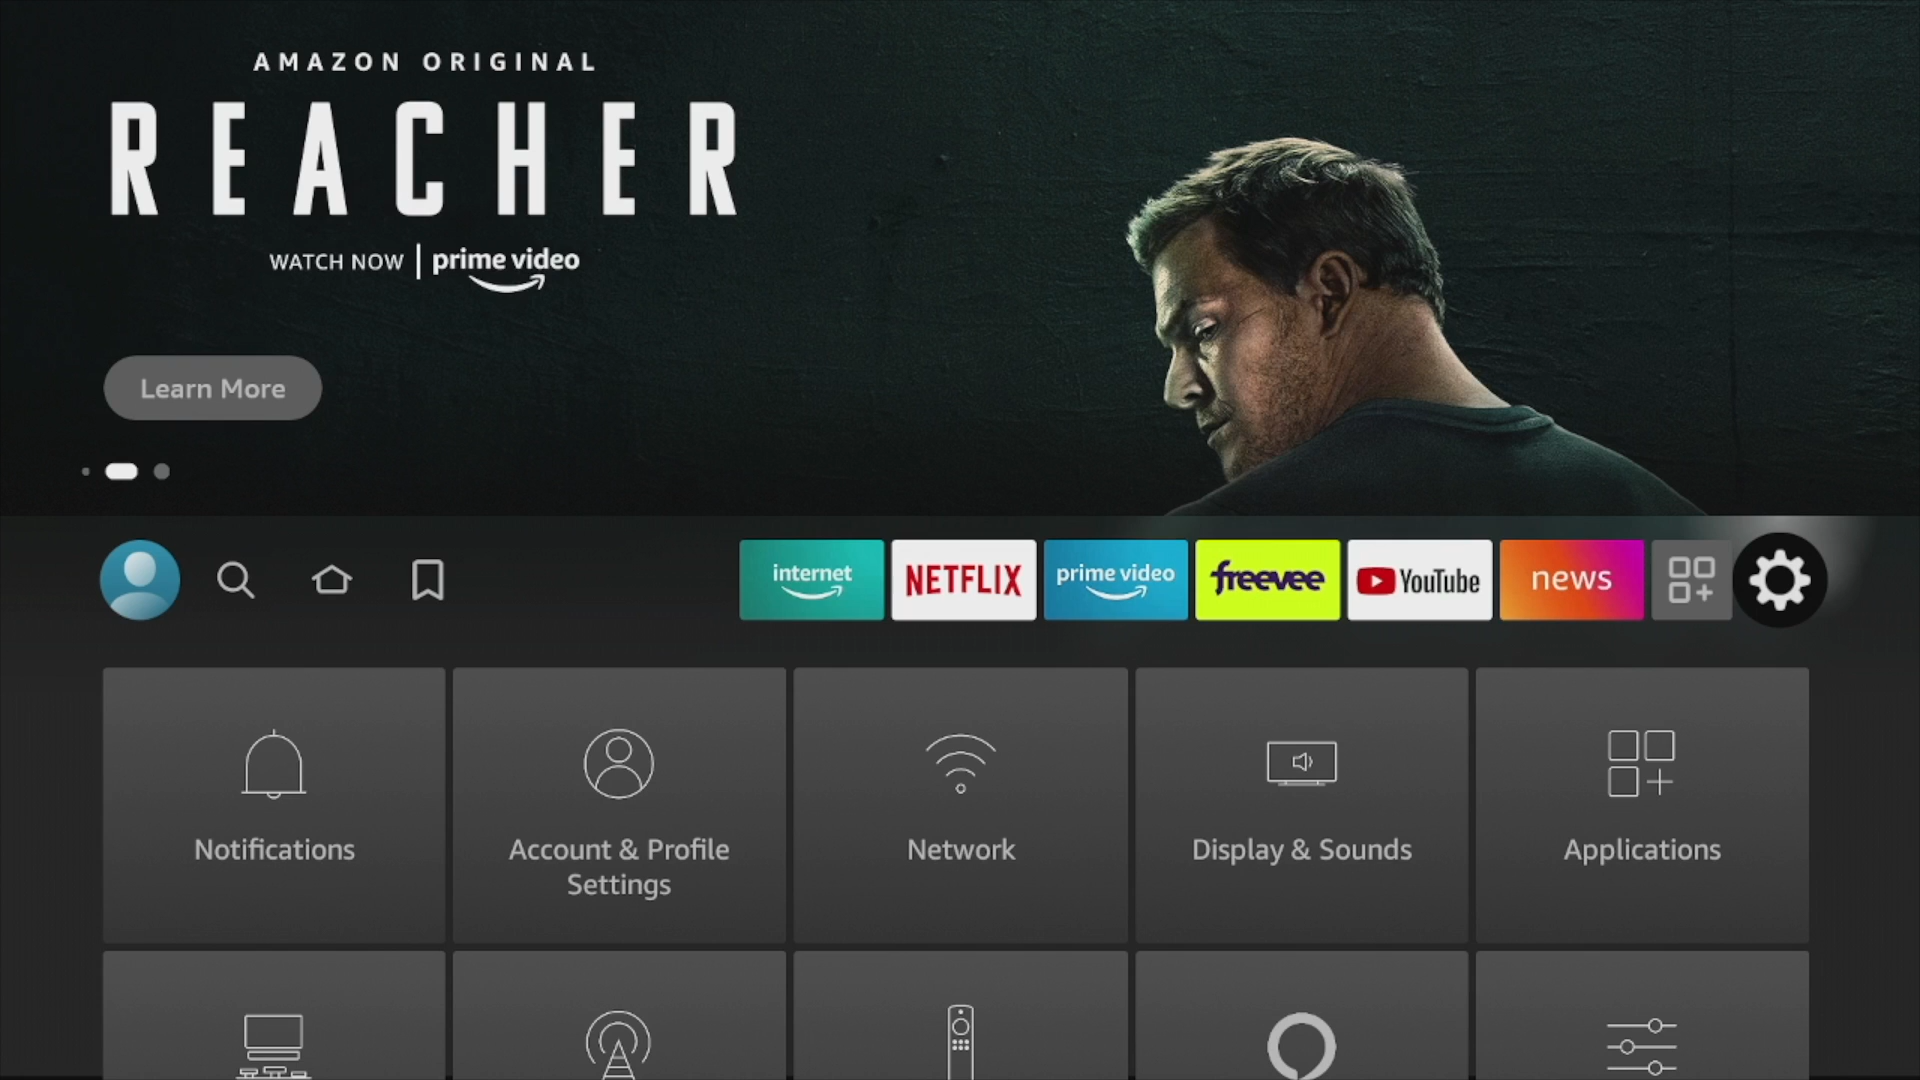 AMAZON ORIGINAL
REACHER
WATCH NOW | prime video
Learn More
internet
NETFLIX
prime video
freevee
YouTube
news
Notifications
Account & Profile
Settings
Network
Display & Sounds
Applications